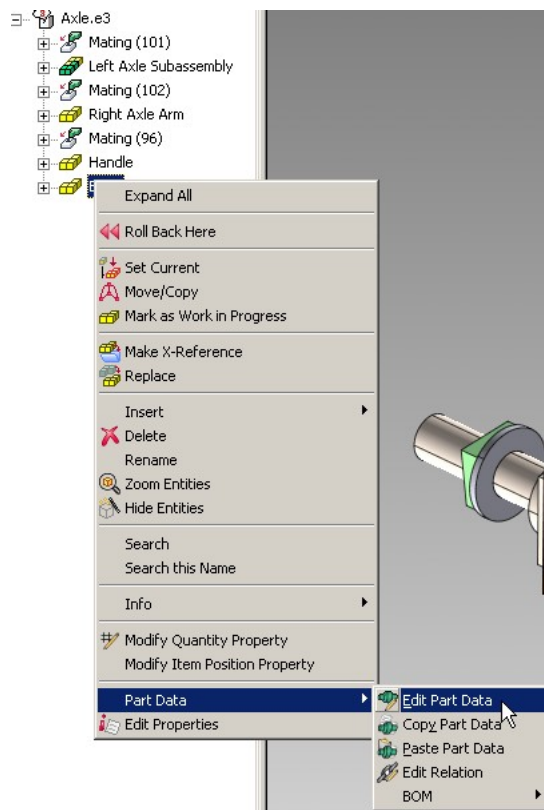 Axle.e3
Mating (101)
Left Axle Subassembly
Mating (102)
Right Axle Arm
Mating (96)
Handle
Expand All
Roll Back Here
Set Current
Move/Copy
Mark as Work in Progress
Make X-Reference
Replace
Insert
Delete
Rename
Zoom Entities
Hide Entities
Search
Search this Name
Info
Modify Quantity Property
Modify Item Position Property
Part Data
Edit Properties
Edit Part Data
Copy Part Data
Paste Part Data
Edit Relation
BOM